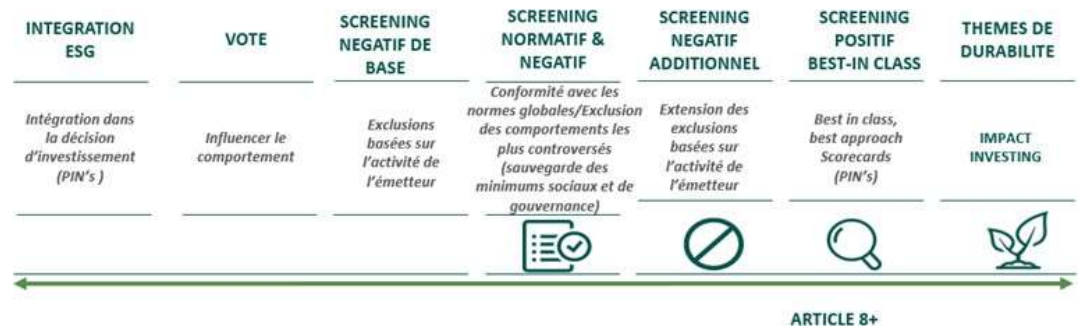 INTEGRATION
ESG
VOTE
SCREENING
NEGATIF DE
BASE
SCREENING
NORMATIF &
NEGATIF
SCREENING
NEGATIF
ADDITIONNEL
SCREENING
POSITIF
BEST-IN CLASS
THEMES DE
DURABILITE
Intégration dans
la décision
d'investissement
(PIN's )
Influencer le
comportement
Exclusions
basées sur
l'activité de
l'émetteur
Conformité avec les
normes globales/Exclusion
des comportements les
plus controversés
(sauvegarde des
minimums sociaux et de
gouvernance)
Extension des
exclusions
basées sur
l'activité de
l'émetteur
Best in class,
best approach
Scorecards
(PIN's)
IMPACT
INVESTING
ARTICLE 8+